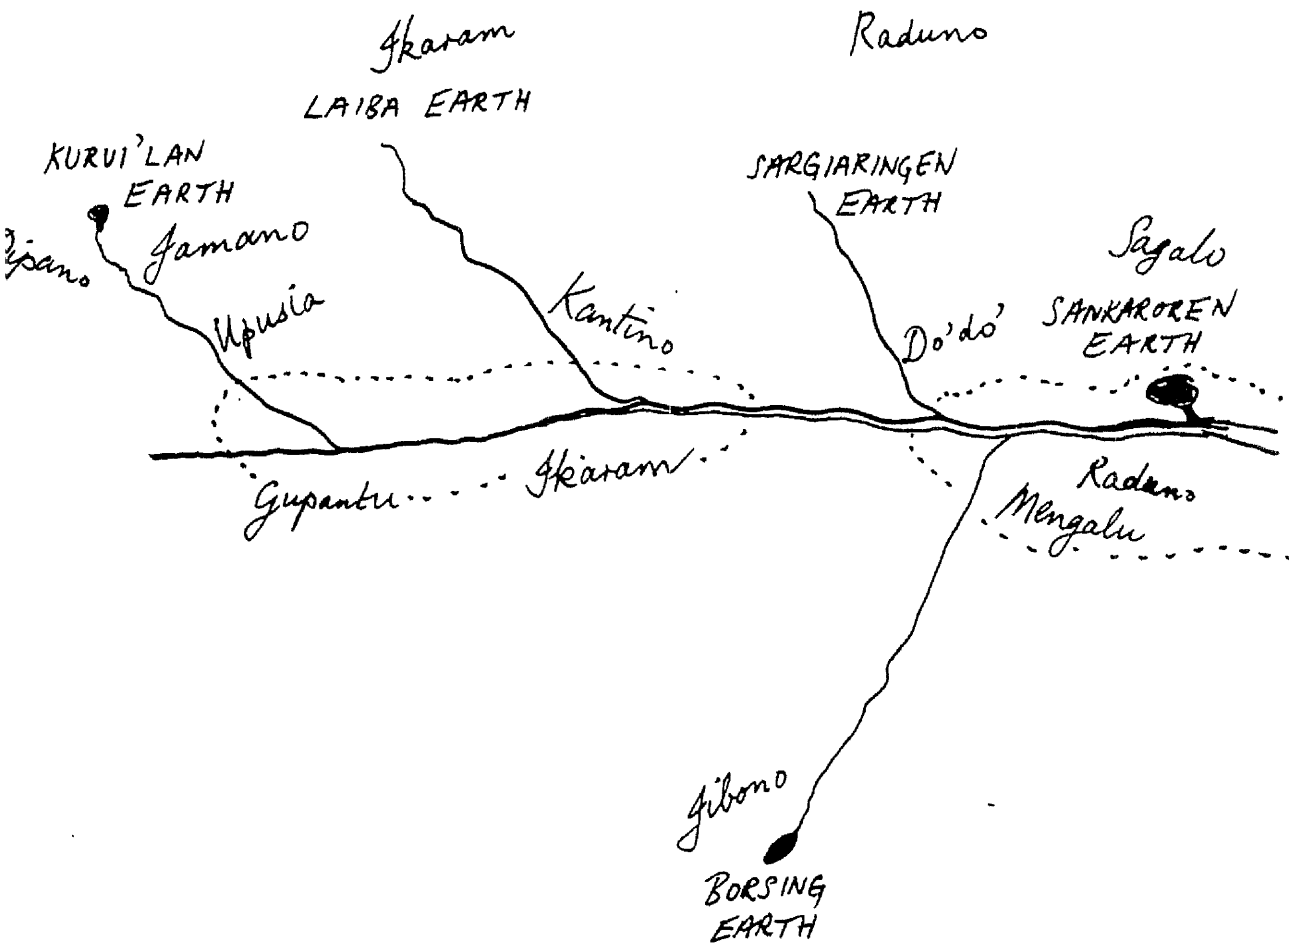 Ikaram
Raduno
LAIBA EARTH
KURUI'LAN
EARTH
SARGIARINGEN
EARTH
Jamano
Sagalo
SANKAROREN
EARTH
Upusia
Kantino
Do'do'
Gupantu
Ikaram
Raduno
Mengalu
Jibono
BORSING
EARTH